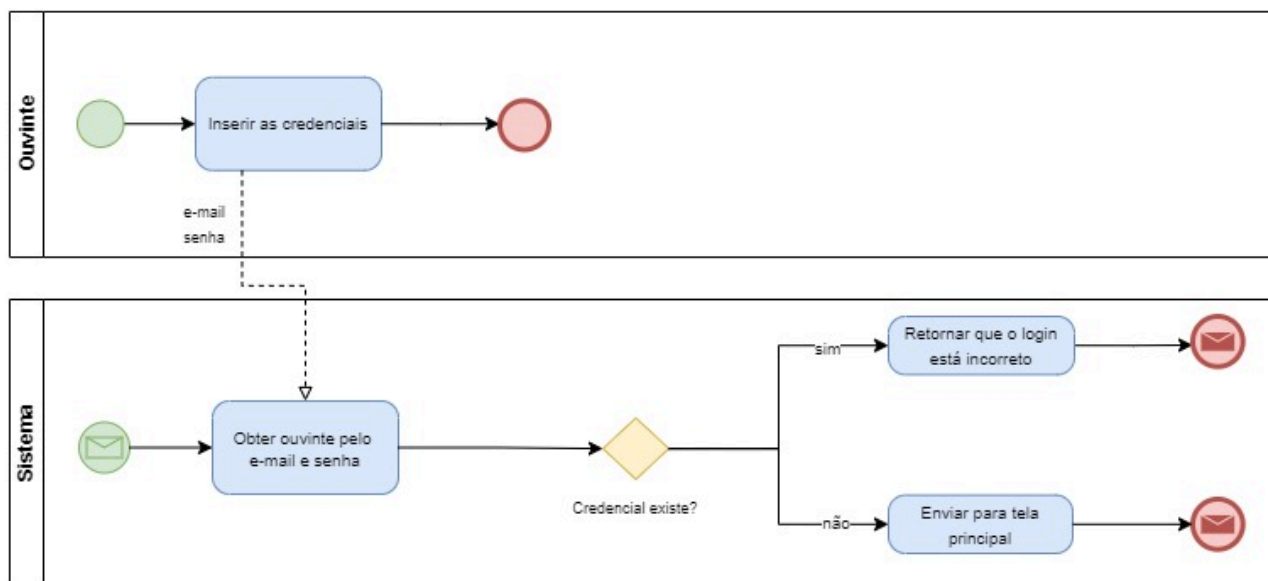 Ouvinte
Inserir as credenciais
e-mail
senha
Sistema
Obter ouvinte pelo
e-mail e senha
Credencial existe?
sim
Retornar que o login
está incorreto
não
Enviar para tela
principal